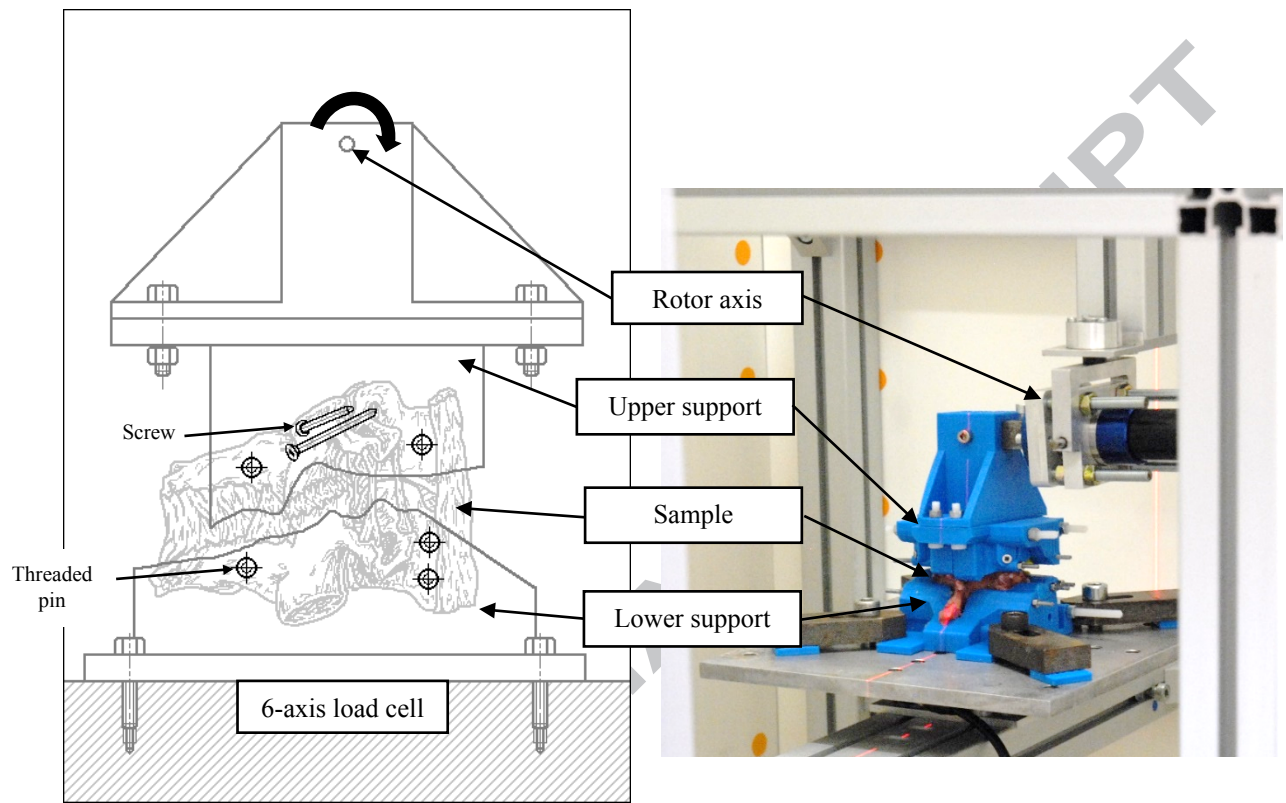 Rotor axis
Upper support
Screw
Sample
Threaded
pin
Lower support
6-axis load cell